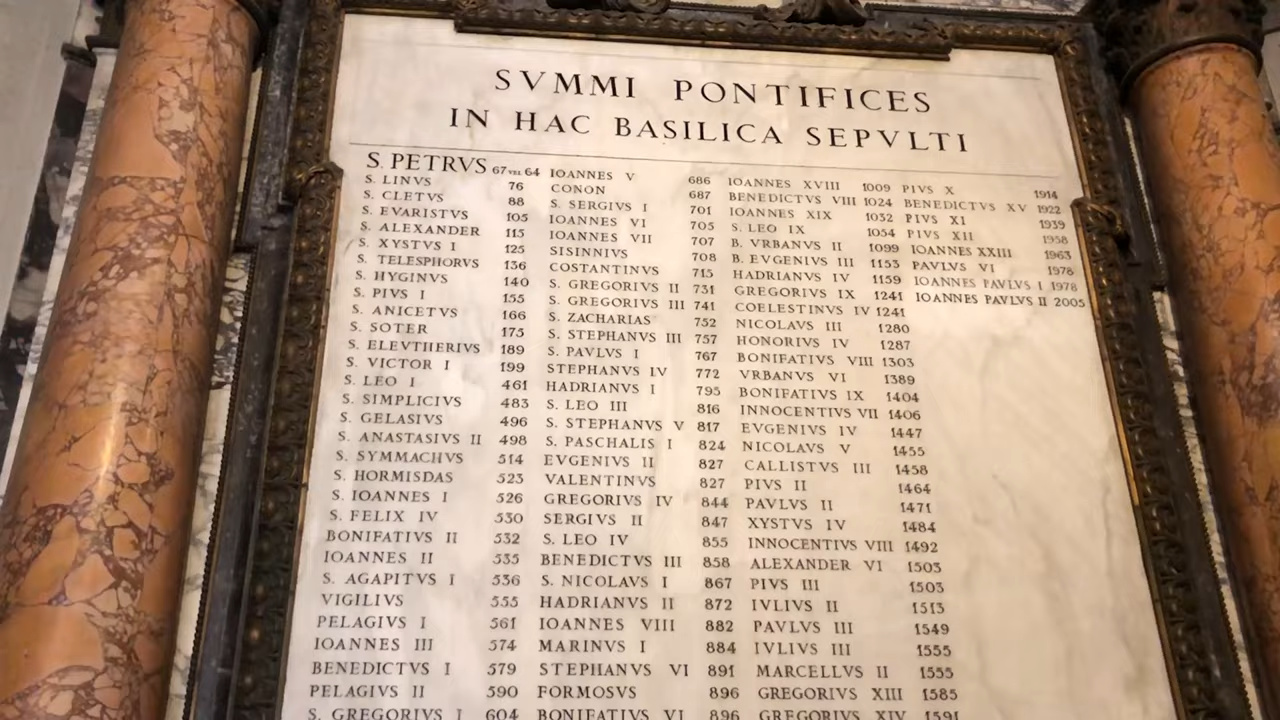 SVMMI PONTIFICES
IN HAC BASILICA SEPVLTI
S. PETRVS 67 VEL 64
S. LINVS 76
S. CLETVS 88
S. EVARISTVS 105
S. ALEXANDER 115
S. XYSTVS I 125
S. TELESPHORVS 136
S. HYGINVS 140
S. PIVS I 155
S. ANICETVS 166
S. SOTER 175
S. ELEVTHERIVS 189
S. VICTOR I 199
S. LEO I 461
S. SIMPLICIVS 483
S. GELASIVS 496
S. ANASTASIVS II 498
S. SYMMACHVS 514
S. HORMISDAS 523
S. IOANNES I 526
S. FELIX IV 530
BONIFATIVS II 532
IOANNES II 535
S. AGAPITVS I 536
VIGILIVS 555
PELAGIVS I 561
IOANNES III 574
BENEDICTVS I 579
PELAGIVS II 590
S. GREGORIVS I 604
IOANNES V 686
CONON 687
S. SERGIVS I 701
IOANNES VI 705
IOANNES VII 707
SISINNIVS 708
COSTANTINVS 715
S. GREGORIVS II 731
S. GREGORIVS III 741
S. ZACHARIAS 752
S. STEPHANVS III 757
S. PAVLVS I 767
STEPHANVS IV 772
HADRIANVS I 795
S. LEO III 816
S. STEPHANVS V 817
S. PASCHALIS I 824
EVGENIVS II 827
VALENTINVS 827
GREGORIVS IV 844
SERGIVS II 847
S. LEO IV 855
BENEDICTVS III 858
S. NICOLAVS I 867
HADRIANVS II 872
IOANNES VIII 882
MARINVS I 884
STEPHANVS VI 891
FORMOSVS 896
BONIFATIVS VI 896
IOANNES XVIII 1009
BENEDICTVS VIII 1024
IOANNES XIX 1032
S. LEO IX 1054
B. VRBANVS II 1099
B. EVGENIVS III 1153
HADRIANVS IV 1159
GREGORIVS IX 1241
COELESTINVS IV 1241
NICOLAVS III 1280
HONORIVS IV 1287
BONIFATIVS VIII 1303
VRBANVS VI 1389
BONIFATIVS IX 1404
INNOCENTIVS VII 1406
EVGENIVS IV 1447
NICOLAVS V 1455
CALLISTVS III 1458
PIVS II 1464
PAVLVS II 1471
XYSTVS IV 1484
INNOCENTIVS VIII 1492
ALEXANDER VI 1503
PIVS III 1503
IVLIVS II 1513
PAVLVS III 1549
IVLIVS III 1555
MARCELLVS II 1555
GREGORIVS XIII 1585
GREGORIVS XIV 1591
PIVS X 1914
BENEDICTVS XV 1922
PIVS XI 1939
PIVS XII 1958
IOANNES XXIII 1963
PAVLVS VI 1978
IOANNES PAVLVS I 1978
IOANNES PAVLVS II 2005